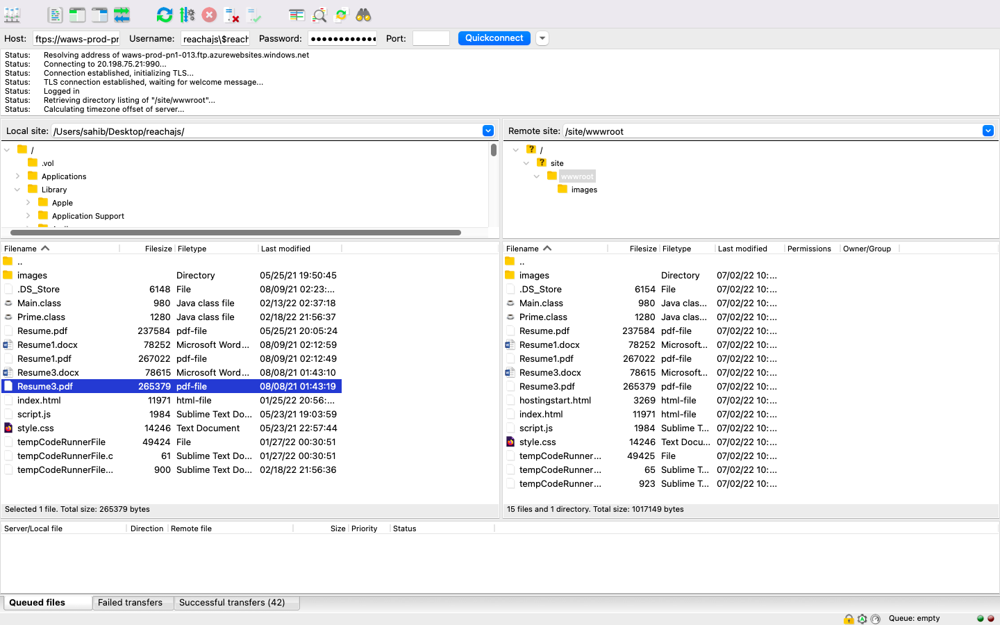 Host: ftps://waws-prod-pr Username: reachajs\$reach Password: ●●●●●●●●●●●●● Port: Quickconnect
Status: Resolving address of waws-prod-pn1-013.ftp.azurewebsites.windows.net
Status: Connecting to 20.198.75.21:990...
Status: Connection established, initializing TLS...
Status: TLS connection established, waiting for welcome message...
Status: Logged in
Status: Retrieving directory listing of "/site/wwwroot"...
Status: Calculating timezone offset of server...
Local site: /Users/sahib/Desktop/reachajs/
/
.vol
Applications
Library
Apple
Application Support
Remote site: /site/wwwroot
/
site
wwwroot
images
Filename Filesize Filetype Last modified
..
images Directory 05/25/21 19:50:45
.DS_Store 6148 File 08/09/21 02:23:...
Main.class 980 Java class file 02/13/22 02:37:18
Prime.class 1280 Java class file 02/18/22 21:56:37
Resume.pdf 237584 pdf-file 05/25/21 20:05:24
Resume1.docx 78252 Microsoft Word... 08/09/21 02:12:59
Resume1.pdf 267022 pdf-file 08/09/21 02:12:49
Resume3.docx 78615 Microsoft Word... 08/08/21 01:43:10
Resume3.pdf 265379 pdf-file 08/08/21 01:43:19
index.html 11971 html-file 01/25/22 20:56:...
script.js 1984 Sublime Text Do... 05/23/21 19:03:59
style.css 14246 Text Document 05/23/21 22:57:44
tempCodeRunnerFile 49424 File 01/27/22 00:30:51
tempCodeRunnerFile.c 61 Sublime Text Do... 01/27/22 00:30:51
tempCodeRunnerFile... 900 Sublime Text Do... 02/18/22 21:56:36
Selected 1 file. Total size: 265379 bytes
Filename Filesize Filetype Last modified Permissions Owner/Group
..
images Directory 07/02/22 10:...
.DS_Store 6154 File 07/02/22 10:...
Main.class 980 Java clas... 07/02/22 10:...
Prime.class 1280 Java clas... 07/02/22 10:...
Resume.pdf 237584 pdf-file 07/02/22 10:...
Resume1.docx 78252 Microsoft... 07/02/22 10:...
Resume1.pdf 267022 pdf-file 07/02/22 10:...
Resume3.docx 78615 Microsoft... 07/02/22 10:...
Resume3.pdf 265379 pdf-file 07/02/22 10:...
hostingstart.html 3269 html-file 07/02/22 10:...
index.html 11971 html-file 07/02/22 10:...
script.js 1984 Sublime T... 07/02/22 10:...
style.css 14246 Text Docu... 07/02/22 10:...
tempCodeRunner... 49425 File 07/02/22 10:...
tempCodeRunner... 65 Sublime T... 07/02/22 10:...
tempCodeRunner... 923 Sublime T... 07/02/22 10:...
15 files and 1 directory. Total size: 1017149 bytes
Server/Local file Direction Remote file Size Priority Status
Queued files Failed transfers Successful transfers (42)
Queue: empty